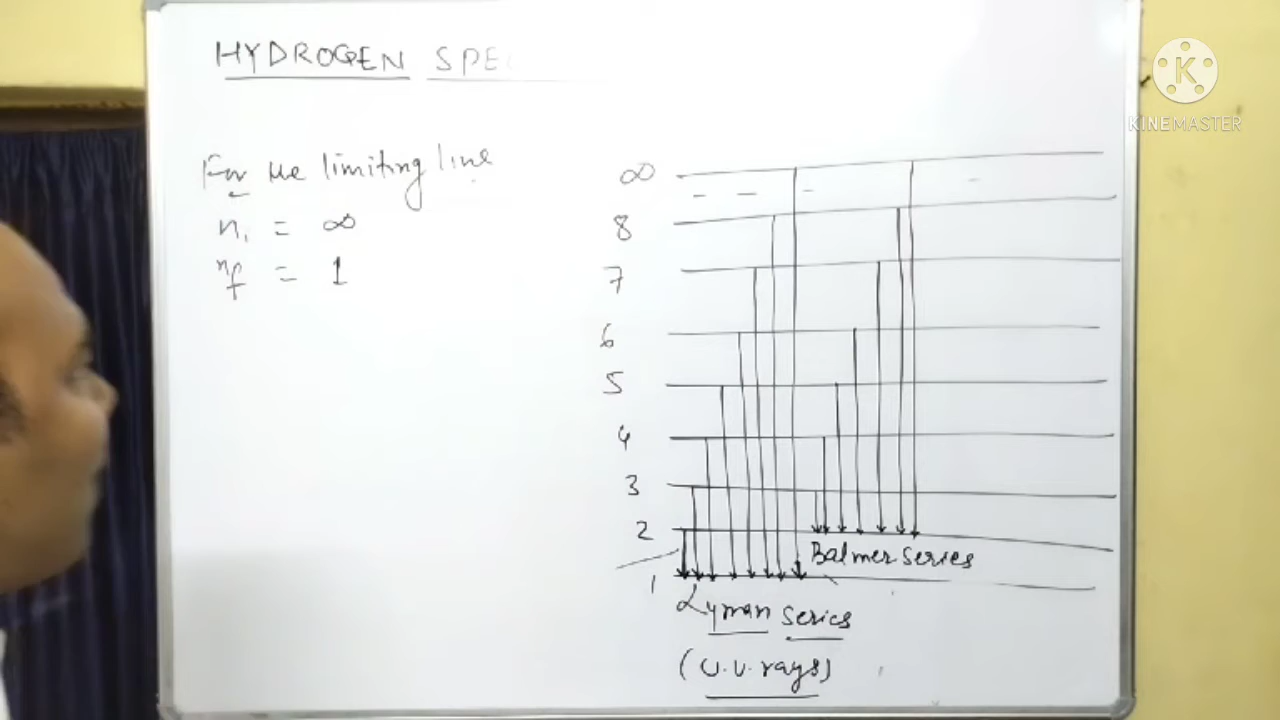 HYDROGEN SPE
For the limiting line
n₁ = ∞
nf = 1
∞
8
7
6
5
4
3
2
1
Balmer series
Lyman series
(U.V. rays)
K
KINEMASTER